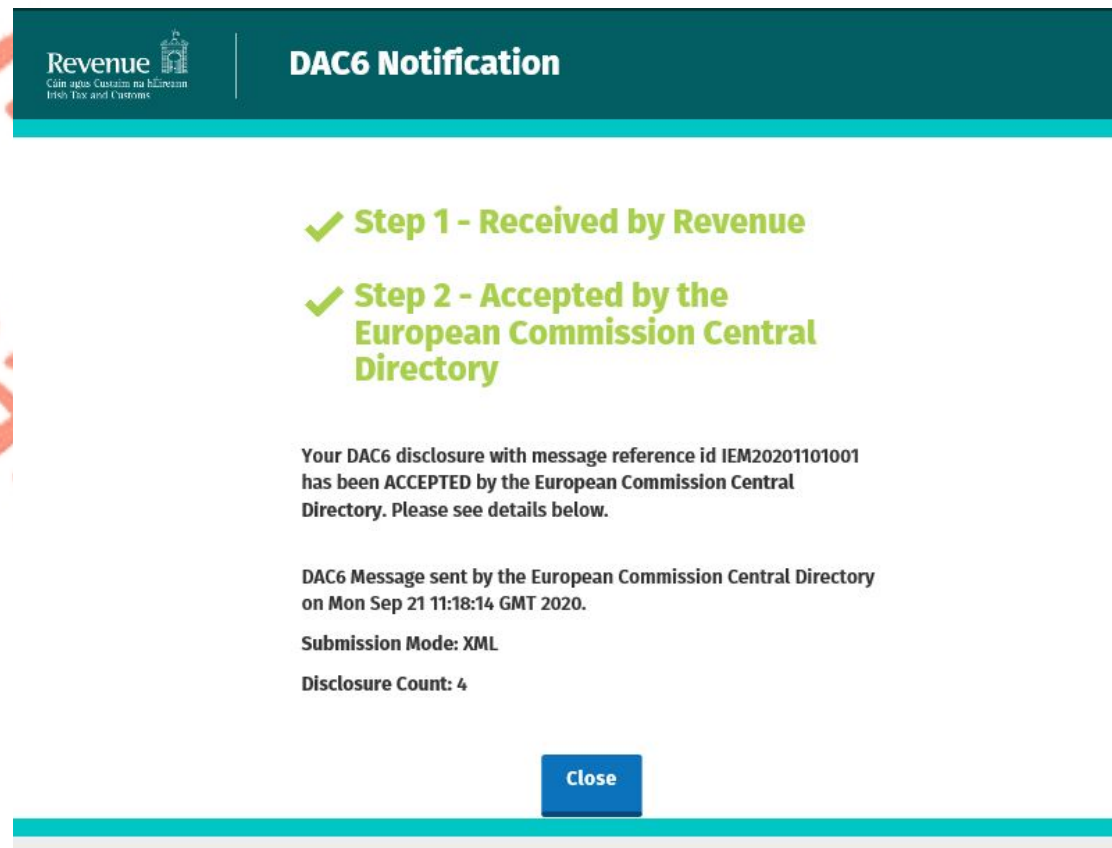 Revenue
Cáin agus Custaim na hÉireann
Irish Tax and Customs
DAC6 Notification
Step 1 - Received by Revenue
Step 2 - Accepted by the
European Commission Central
Directory
Your DAC6 disclosure with message reference id IEM20201101001
has been ACCEPTED by the European Commission Central
Directory. Please see details below.
DAC6 Message sent by the European Commission Central Directory
on Mon Sep 21 11:18:14 GMT 2020.
Submission Mode: XML
Disclosure Count: 4
Close